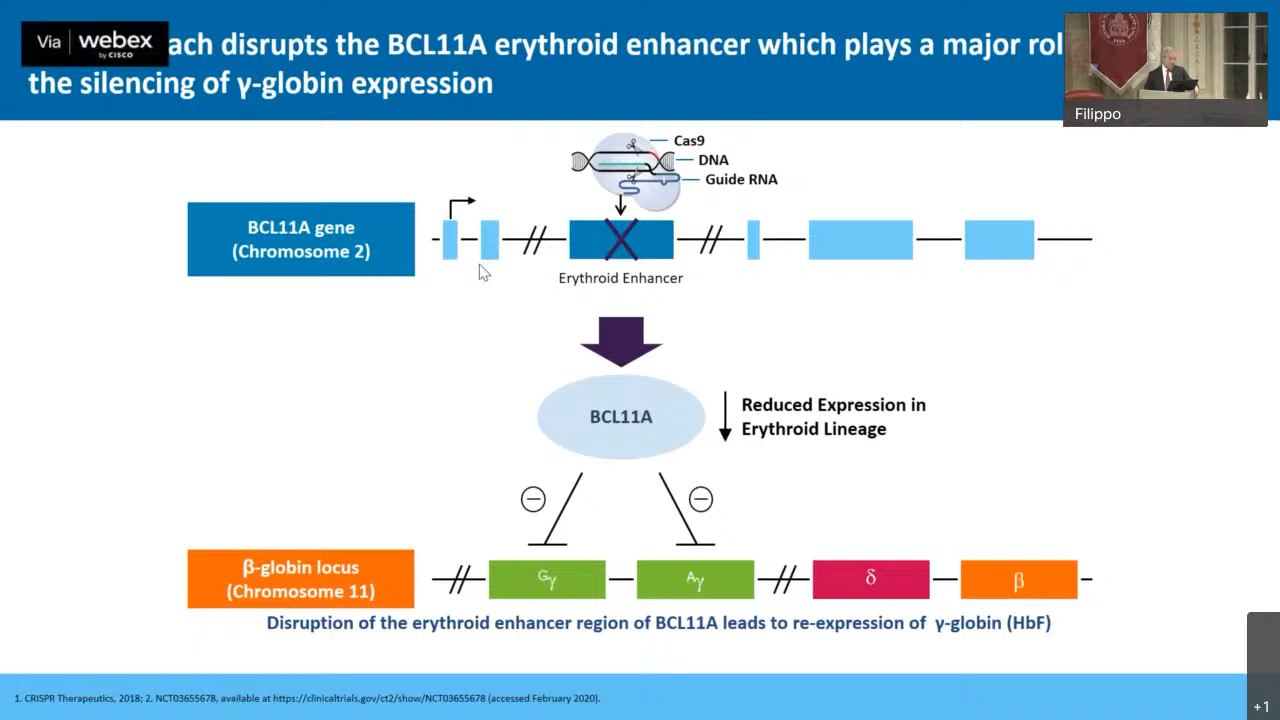 Via webex
by CISCO
ach disrupts the BCL11A erythroid enhancer which plays a major rol
the silencing of γ-globin expression
Filippo
Cas9
DNA
Guide RNA
BCL11A gene
(Chromosome 2)
Erythroid Enhancer
BCL11A
Reduced Expression in
Erythroid Lineage
β-globin locus
(Chromosome 11)
Gγ
Aγ
δ
β
Disruption of the erythroid enhancer region of BCL11A leads to re-expression of γ-globin (HbF)
1. CRISPR Therapeutics, 2018; 2. NCT03655678, available at https://clinicaltrials.gov/ct2/show/NCT03655678 (accessed February 2020).
+1